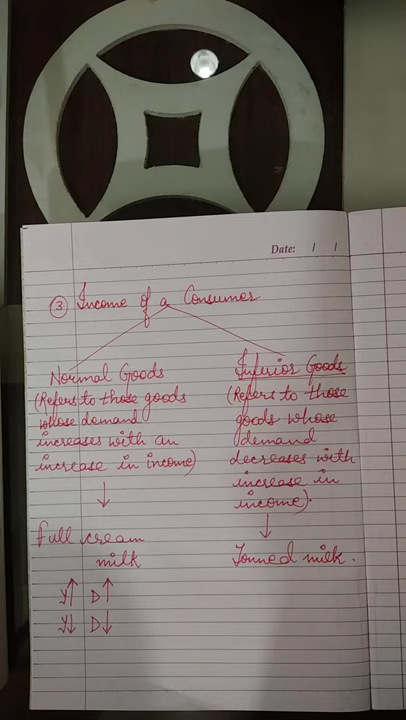 Date: / /
③ Income of a Consumer
Normal Goods
(Refers to those goods
whose demand
increases with an
increase in income)
↓
Full cream
milk
Y↑ D↑
Y↓ D↓
Inferior Goods
(Refers to those
goods whose
demand
decreases with
increase in
income).
↓
Tonned milk.